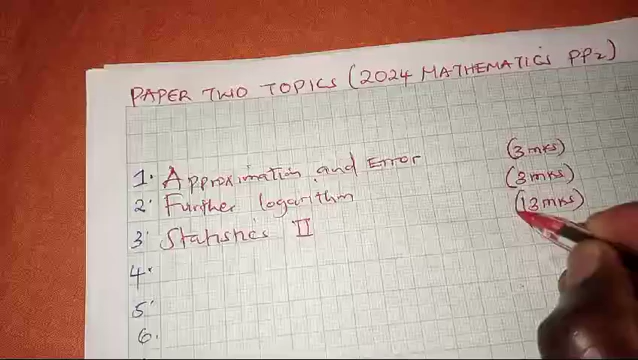 PAPER TWO TOPICS (2024 MATHEMATICS PP2)
1. Approximation and Error (3mks)
2. Further logarithm (3mks)
3. Statistics II (13mks)
4.
5.
6.